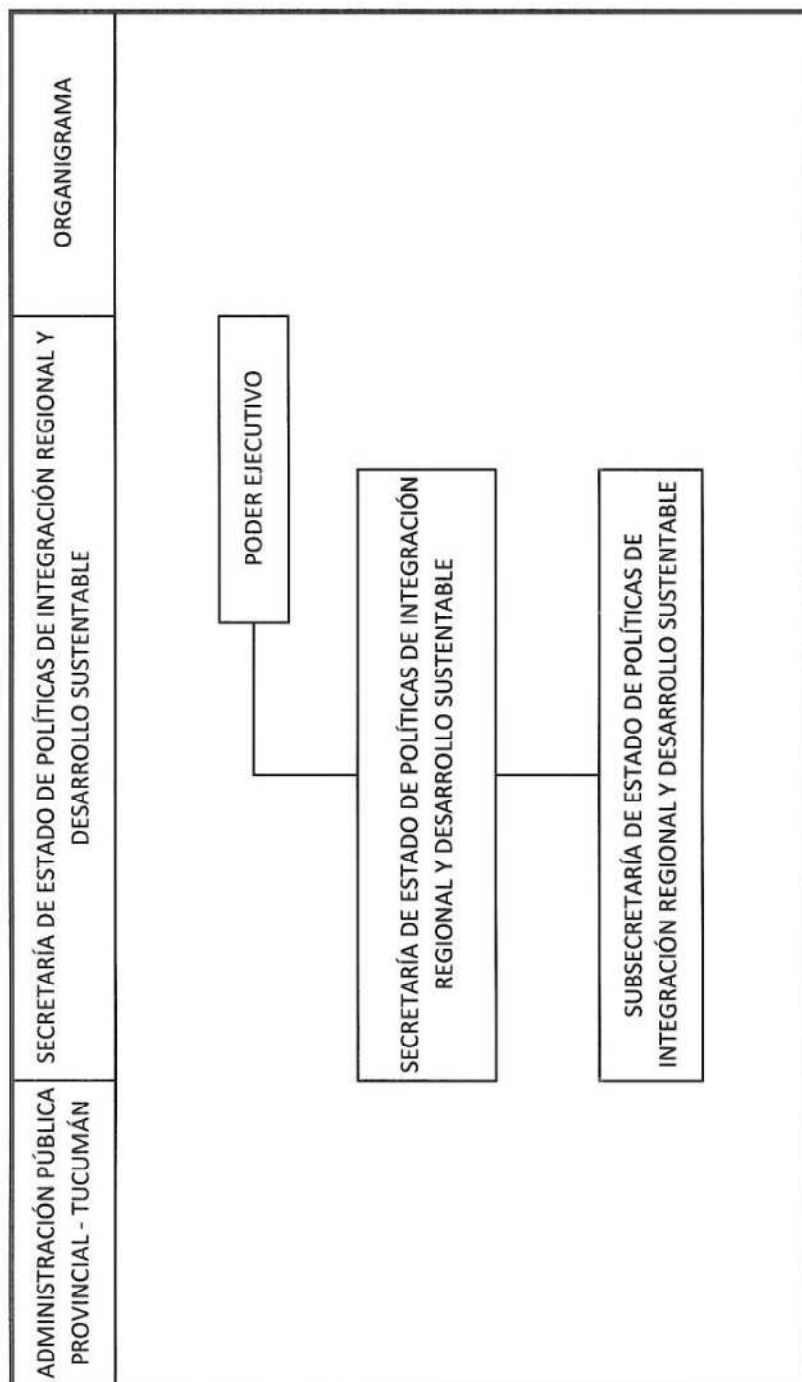 ADMINISTRACIÓN PÚBLICA
PROVINCIAL - TUCUMÁN
SECRETARÍA DE ESTADO DE POLÍTICAS DE INTEGRACIÓN REGIONAL Y
DESARROLLO SUSTENTABLE
ORGANIGRAMA
PODER EJECUTIVO
SECRETARÍA DE ESTADO DE POLÍTICAS DE INTEGRACIÓN
REGIONAL Y DESARROLLO SUSTENTABLE
SUBSECRETARÍA DE ESTADO DE POLÍTICAS DE
INTEGRACIÓN REGIONAL Y DESARROLLO SUSTENTABLE